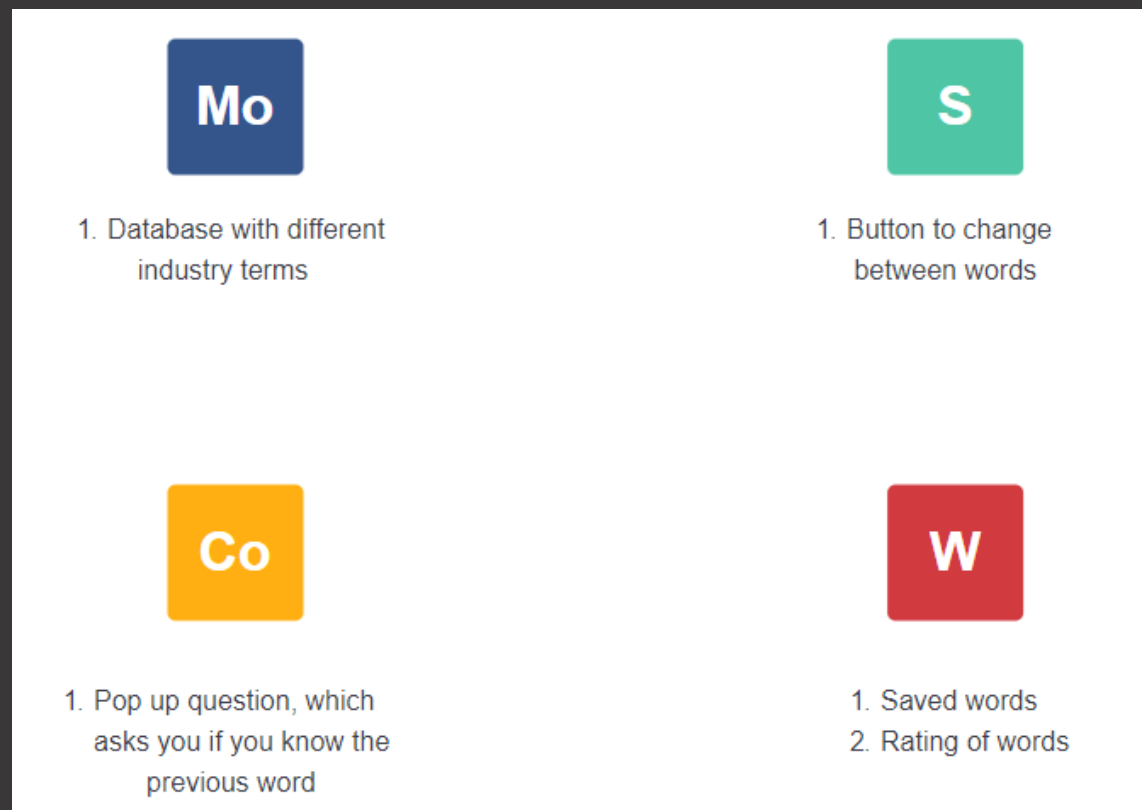 Mo
1. Database with different
industry terms
S
1. Button to change
between words
Co
1. Pop up question, which
asks you if you know the
previous word
W
1. Saved words
2. Rating of words